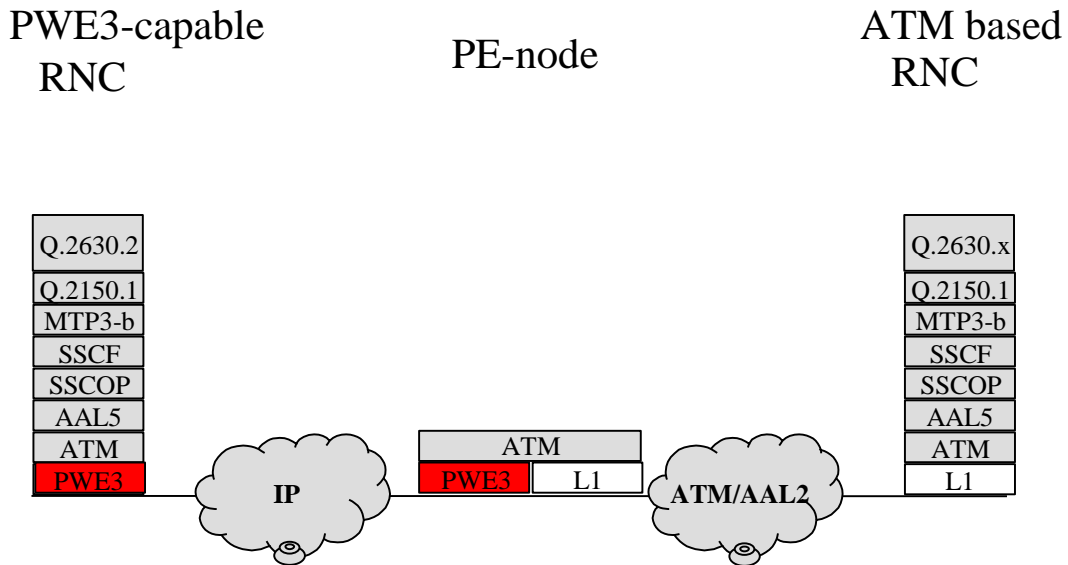 PWE3-capable
RNC
PE-node
ATM based
RNC
Q.2630.2
Q.2150.1
MTP3-b
SSCF
SSCOP
AAL5
ATM
PWE3
IP
ATM
PWE3
L1
ATM/AAL2
Q.2630.x
Q.2150.1
MTP3-b
SSCF
SSCOP
AAL5
ATM
L1